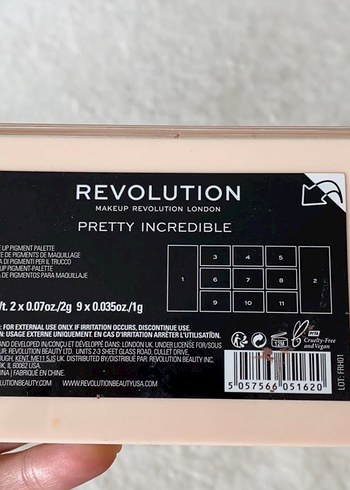 REVOLUTION
MAKEUP REVOLUTION LONDON
PRETTY INCREDIBLE
UP PIGMENT PALETTE
DE PIGMENTS DE MAQUILLAGE
DI PIGMENTI PER IL TRUCCO
UP PIGMENT-PALETTE
DE PIGMENTOS PARA MAQUILLAJE
1 3 4 5 6 7 8 9 10 11 2
2 x 0.07oz./2g 9 x 0.035oz./1g
: FOR EXTERNAL USE ONLY. IF IRRITATION OCCURS, DISCONTINUE USE.
: USAGE EXTERNE UNIQUEMENT. EN CAS D'IRRITATION ARRÊTER L'UTILISATION.
AND DEVELOPED IN/CONÇU ET DÉVELOPPÉ DANS: LONDON UK. UNDER LICENSE FOR/SOUS
REVOLUTION BEAUTY LTD. UNITS 2-3 SHEET GLASS ROAD, CULLET DRIVE,
KENT, ME11 5JS UK. DISTRIBUTED BY/DISTRIBUÉ PAR: REVOLUTION BEAUTY INC.
IL 60062 USA.
/ FABRIQUÉ EN CHINE.
WWW.REVOLUTIONBEAUTYUSA.COM
12M
Cruelty-Free
and Vegan
5 057566 051620
LOT: FRH01